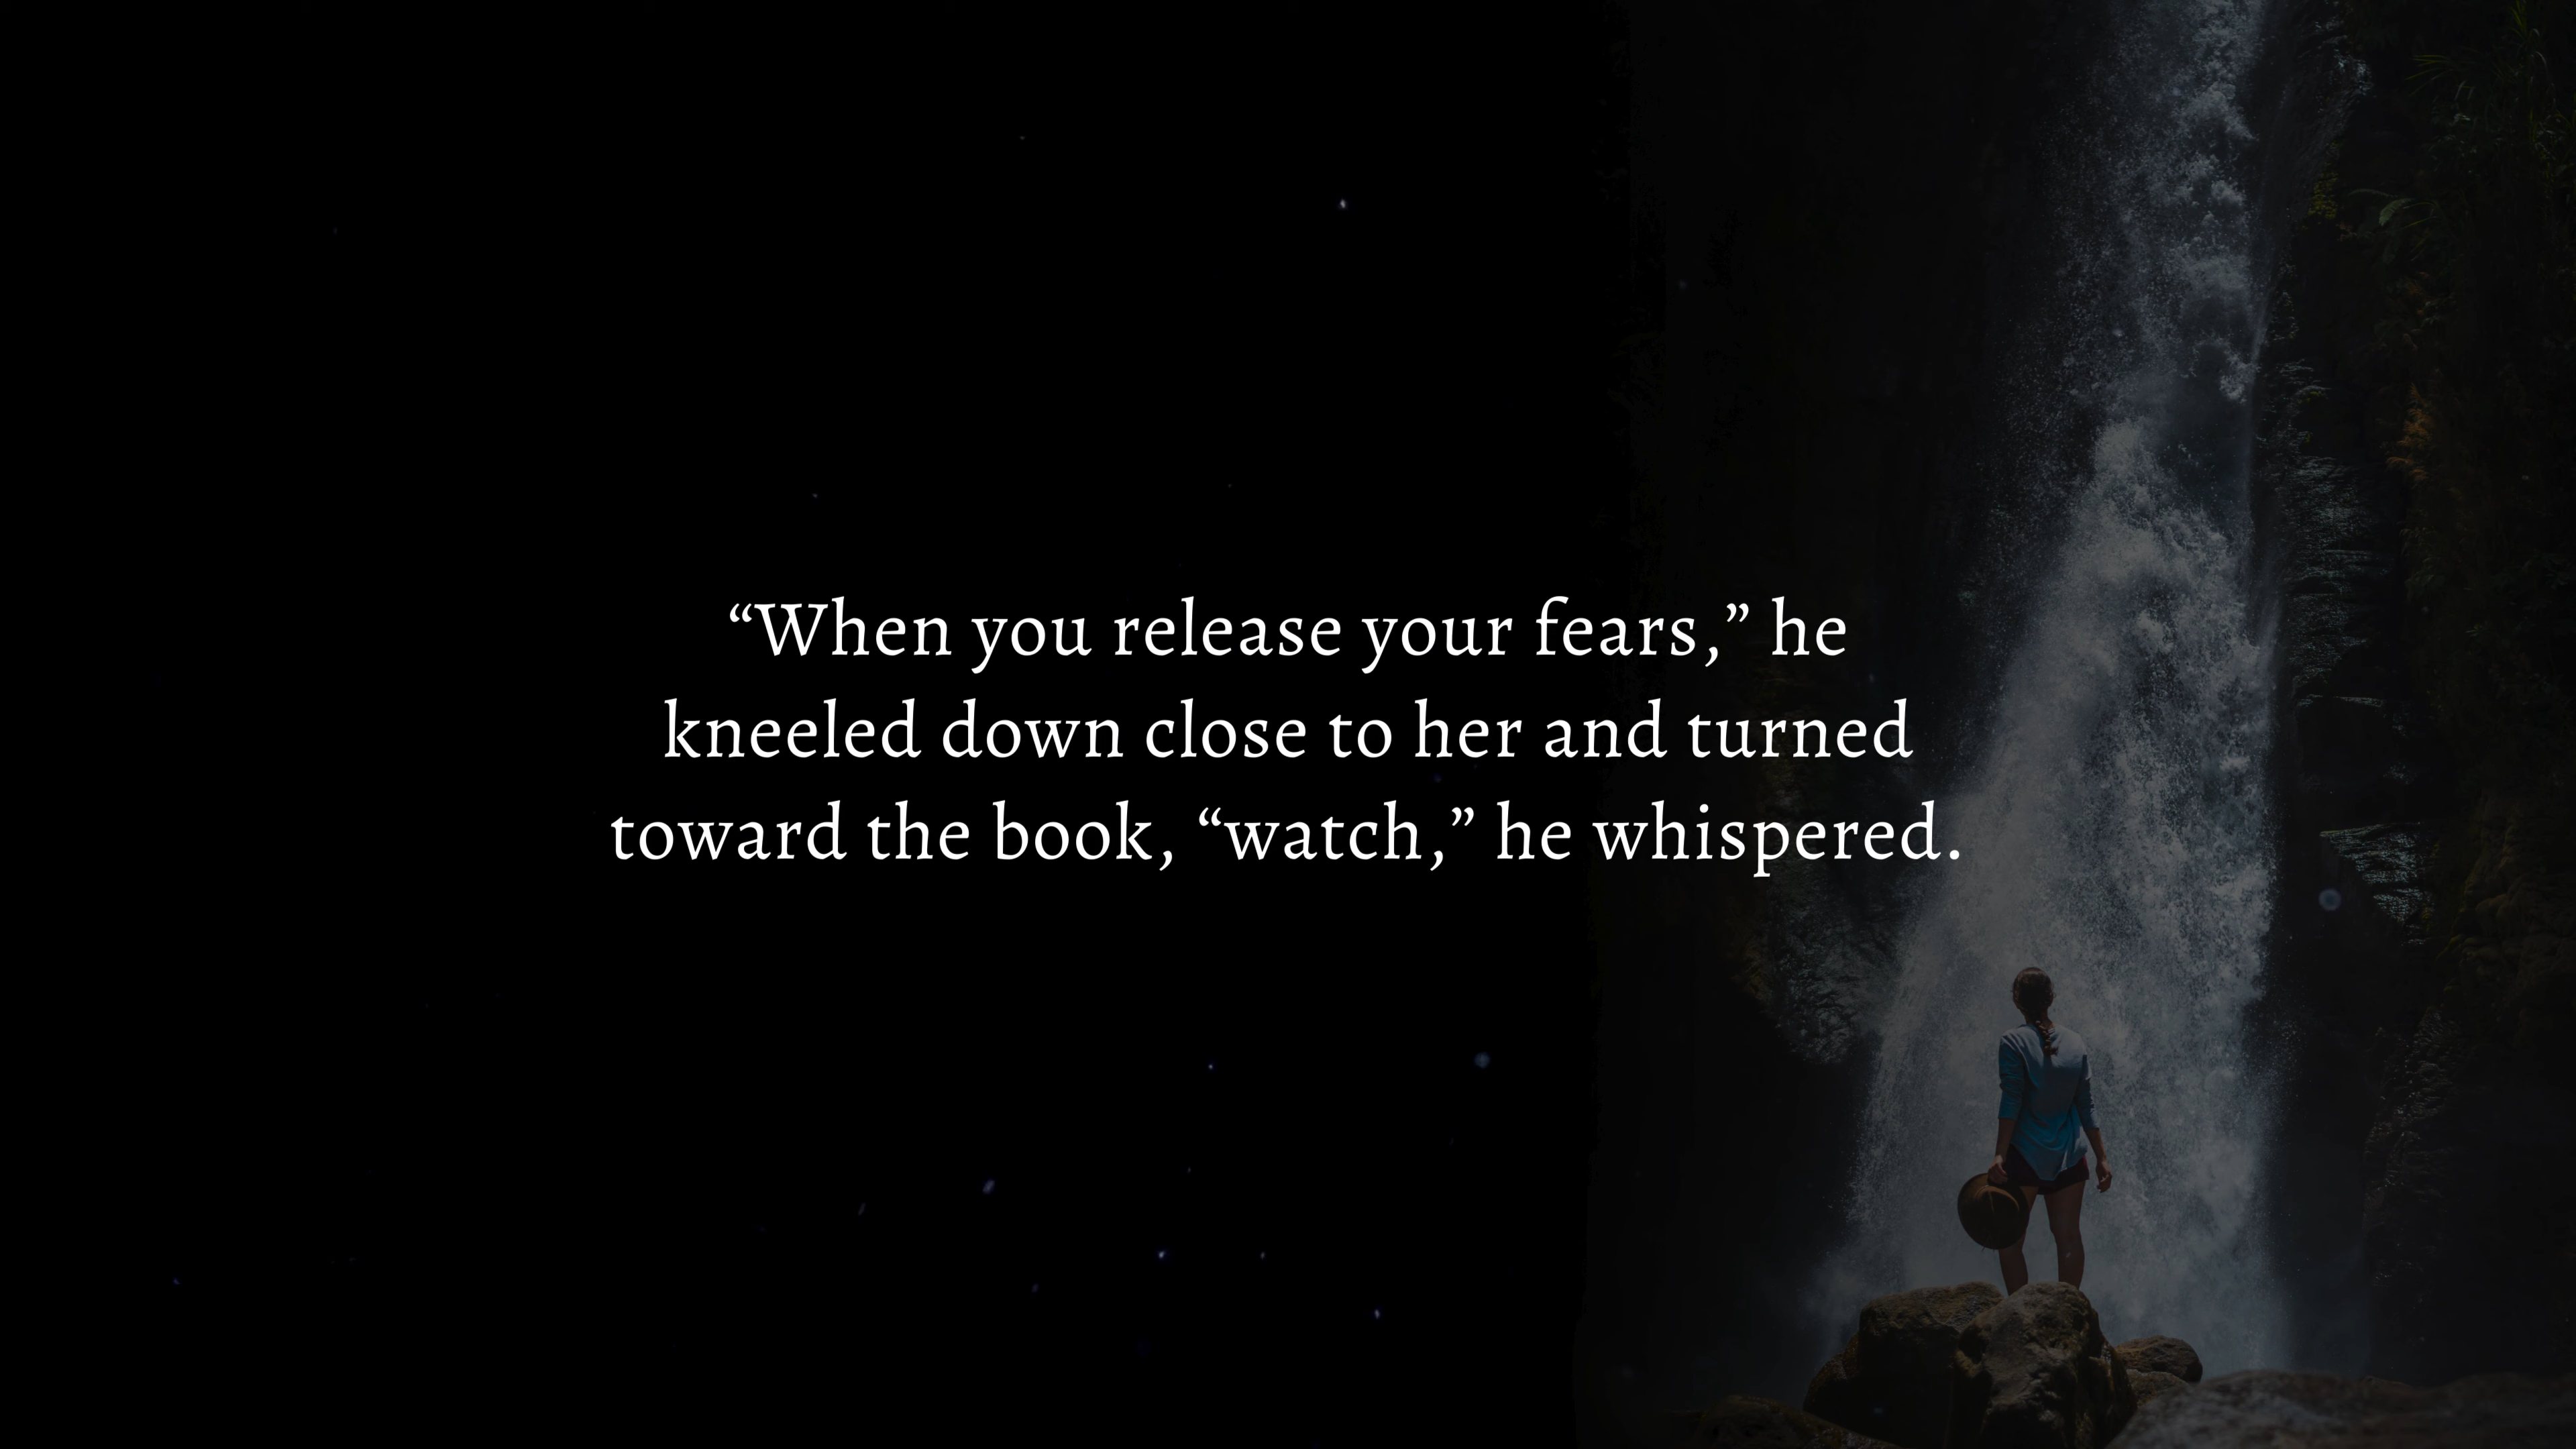 “When you release your fears,” he
kneeled down close to her and turned
toward the book, “watch,” he whispered.